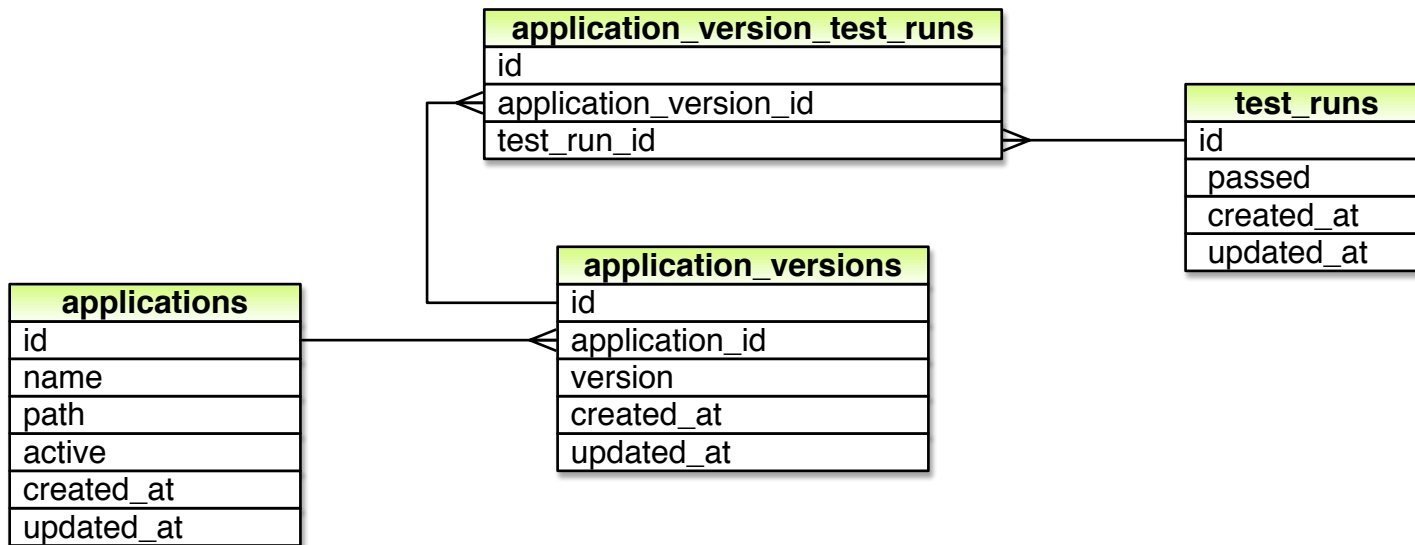 application_version_test_runs
id
application_version_id
test_run_id
test_runs
id
passed
created_at
updated_at
application_versions
id
application_id
version
created_at
updated_at
applications
id
name
path
active
created_at
updated_at